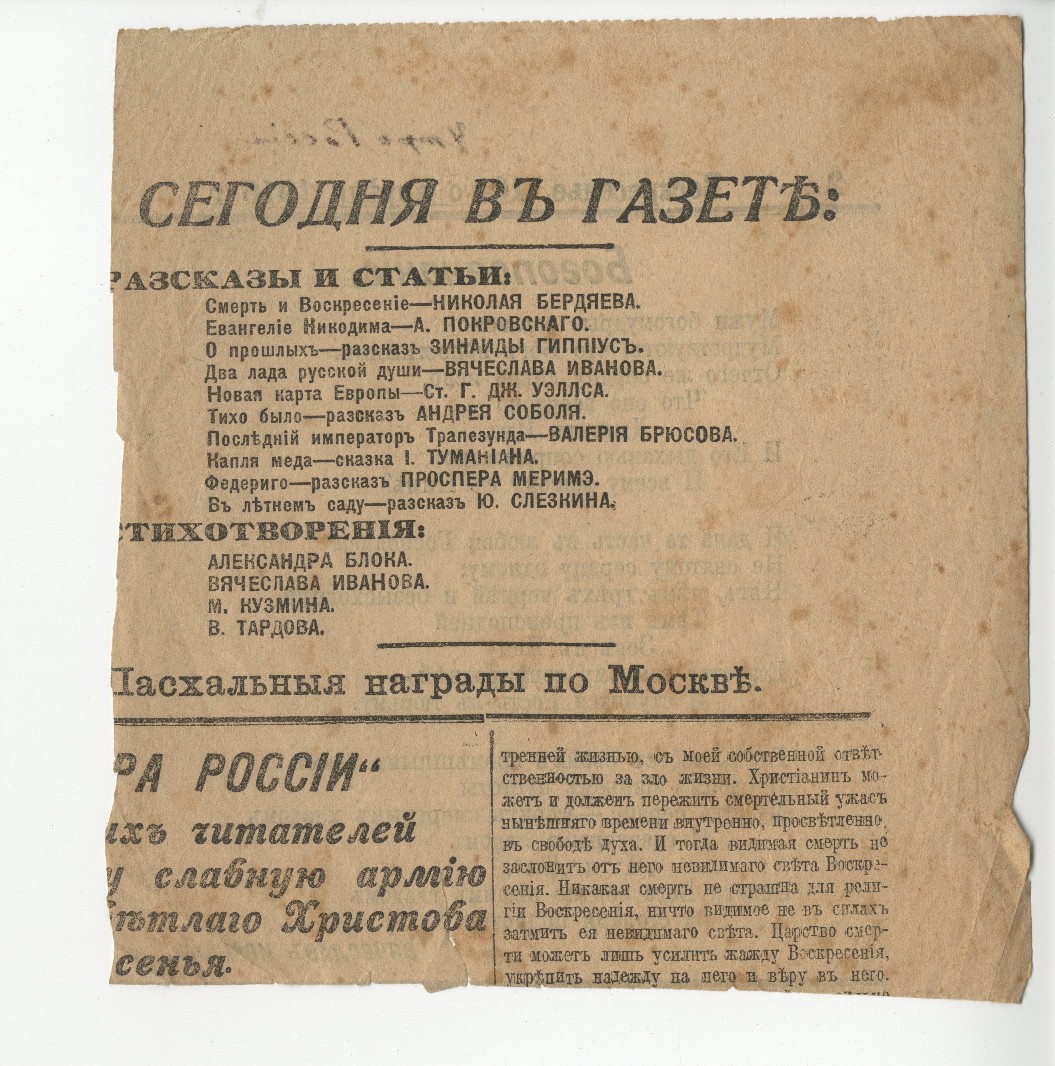 СЕГОДНЯ ВЪ ГАЗЕТѢ:
РАЗСКАЗЫ И СТАТЬИ:
Смерть и Воскресеніе—НИКОЛАЯ БЕРДЯЕВА.
Евангеліе Никодима—А. ПОКРОВСКАГО.
О прошлыхъ—разсказъ ЗИНАИДЫ ГИППІУСЪ.
Два лада русской души—ВЯЧЕСЛАВА ИВАНОВА.
Новая карта Европы—Ст. Г. ДЖ. УЭЛЛСА.
Тихо было—разсказъ АНДРЕЯ СОБОЛЯ.
Послѣдній императоръ Трапезунда—ВАЛЕРІЯ БРЮСОВА.
Капля меда—сказка І. ТУМАНІАНА.
Федериго—разсказъ ПРОСПЕРА МЕРИМЭ.
Въ лѣтнемъ саду—разсказъ Ю. СЛЕЗКИНА.
СТИХОТВОРЕНІЯ:
АЛЕКСАНДРА БЛОКА.
ВЯЧЕСЛАВА ИВАНОВА.
М. КУЗМИНА.
В. ТАРДОВА.
Пасхальныя награды по Москвѣ.
РА РОССІИ“
ихъ читателей
у славную армію
ѣтлаго Христова
сенья.
тренней жизнью, съ моей собственной отвѣт-
ственностью за зло жизни. Христіанинъ мо-
жетъ и долженъ пережить смертельный ужасъ
нынѣшняго времени внутренно, просвѣтленно,
въ свободѣ духа. И тогда видимая смерть не
заслонитъ отъ него невидимаго свѣта Воскре-
сенія. Никакая смерть не страшна для рели-
гіи Воскресенія, ничто видимое не въ силахъ
затмить ея невидимаго свѣта. Царство смер-
ти можетъ лишь усилить жажду Воскресенія,
укрѣпить надежду на него и вѣру въ него.